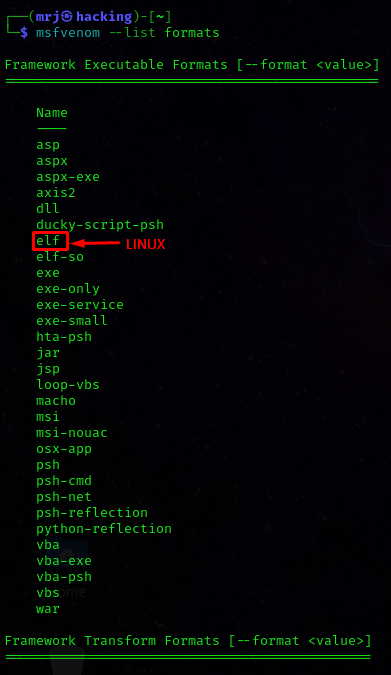 ┌──(mrj㉿hacking)-[~]
└─$ msfvenom --list formats
Framework Executable Formats [--format <value>]
===============================================
Name
----
asp
aspx
aspx-exe
axis2
dll
ducky-script-psh
elf
LINUX
elf-so
exe
exe-only
exe-service
exe-small
hta-psh
jar
jsp
loop-vbs
macho
msi
msi-nouac
osx-app
psh
psh-cmd
psh-net
psh-reflection
python-reflection
vba
vba-exe
vba-psh
vbs
war
Framework Transform Formats [--format <value>]
==============================================